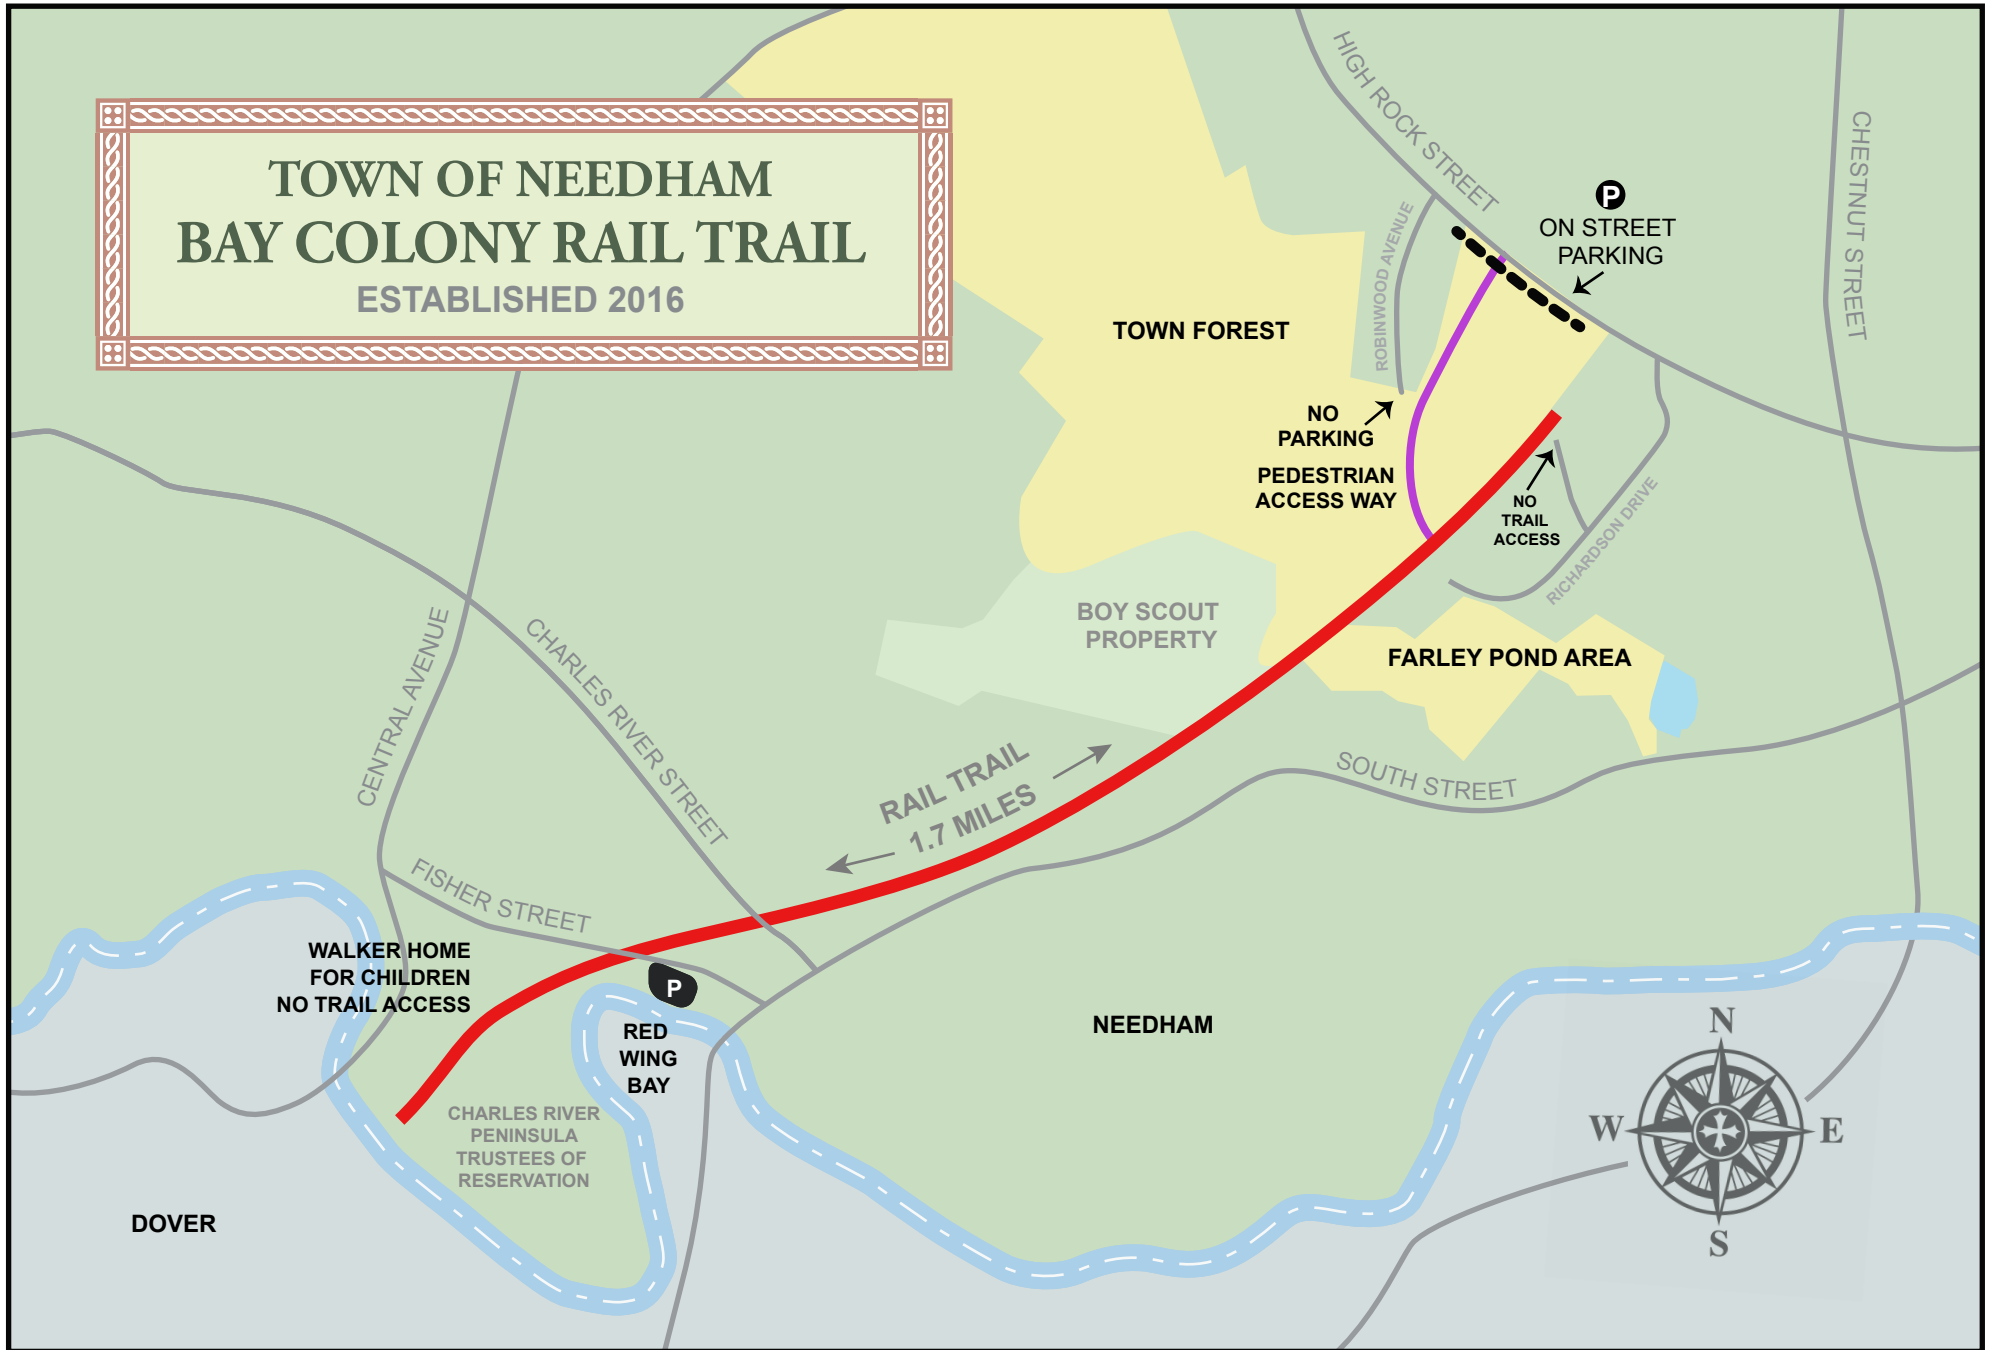 TOWN OF NEEDHAM
BAY COLONY RAIL TRAIL
ESTABLISHED 2016
HIGH ROCK STREET
CHESTNUT STREET
P
ON STREET
PARKING
ROBINWOOD AVENUE
TOWN FOREST
NO
PARKING
PEDESTRIAN
ACCESS WAY
NO
TRAIL
ACCESS
RICHARDSON DRIVE
BOY SCOUT
PROPERTY
FARLEY POND AREA
CENTRAL AVENUE
CHARLES RIVER STREET
RAIL TRAIL
1.7 MILES
SOUTH STREET
FISHER STREET
WALKER HOME
FOR CHILDREN
NO TRAIL ACCESS
P
RED
WING
BAY
NEEDHAM
CHARLES RIVER
PENINSULA
TRUSTEES OF
RESERVATION
DOVER
N
W
E
S